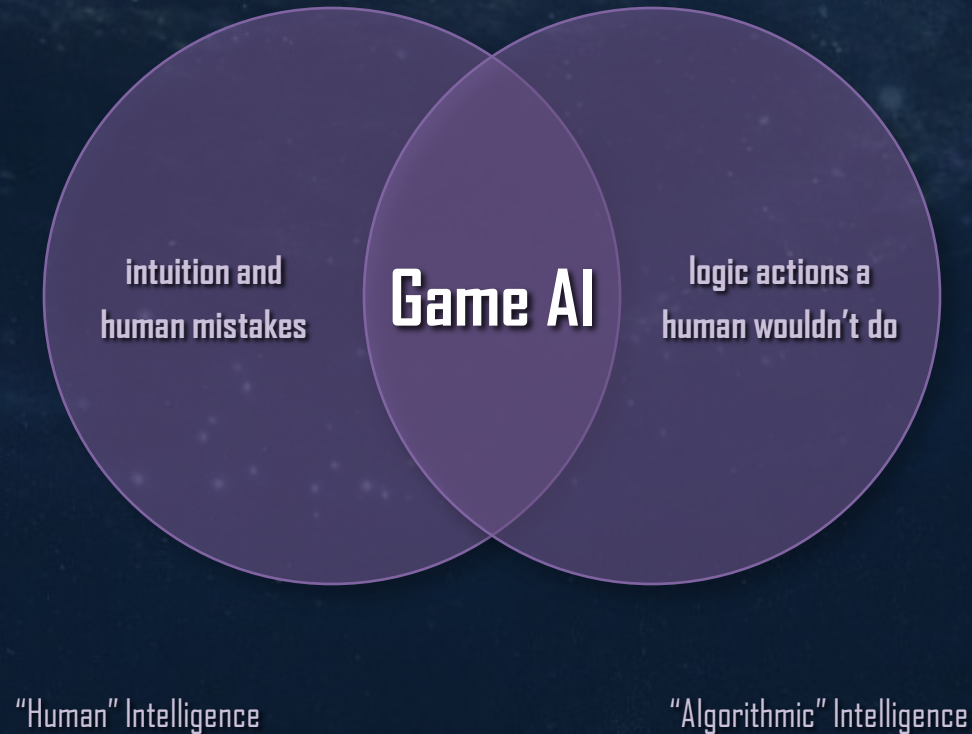 intuition and
human mistakes
Game AI
logic actions a
human wouldn't do
“Human” Intelligence
“Algorithmic” Intelligence